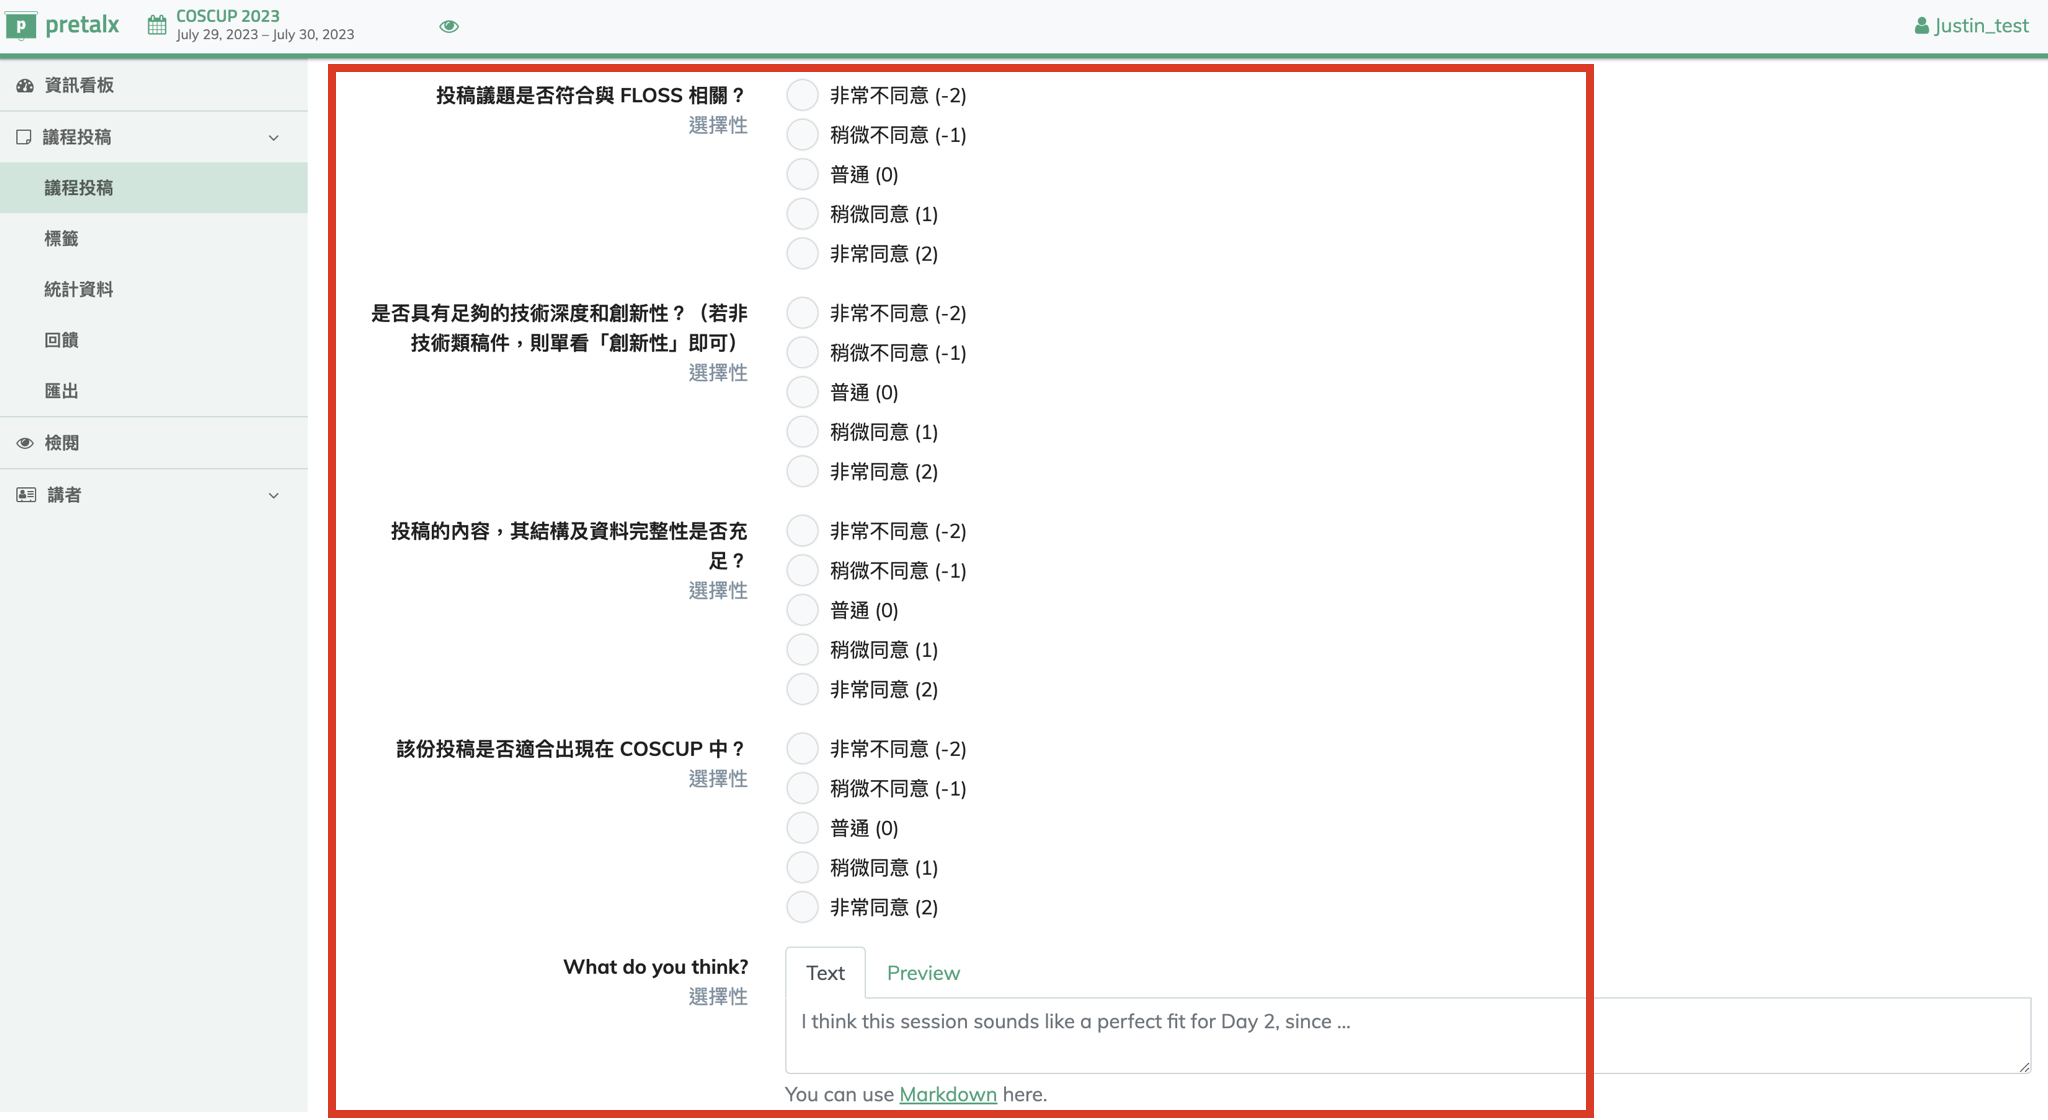 pretalx
COSCUP 2023
July 29, 2023 – July 30, 2023
Justin_test
資訊看板
議程投稿
議程投稿
標籤
統計資料
回饋
匯出
檢閱
講者
投稿議題是否符合與 FLOSS 相關？
選擇性
非常不同意 (-2)
稍微不同意 (-1)
普通 (0)
稍微同意 (1)
非常同意 (2)
是否具有足夠的技術深度和創新性？（若非
技術類稿件，則單看「創新性」即可）
選擇性
非常不同意 (-2)
稍微不同意 (-1)
普通 (0)
稍微同意 (1)
非常同意 (2)
投稿的內容，其結構及資料完整性是否充
足？
選擇性
非常不同意 (-2)
稍微不同意 (-1)
普通 (0)
稍微同意 (1)
非常同意 (2)
該份投稿是否適合出現在 COSCUP 中？
選擇性
非常不同意 (-2)
稍微不同意 (-1)
普通 (0)
稍微同意 (1)
非常同意 (2)
What do you think?
選擇性
Text
Preview
I think this session sounds like a perfect fit for Day 2, since ...
You can use Markdown here.